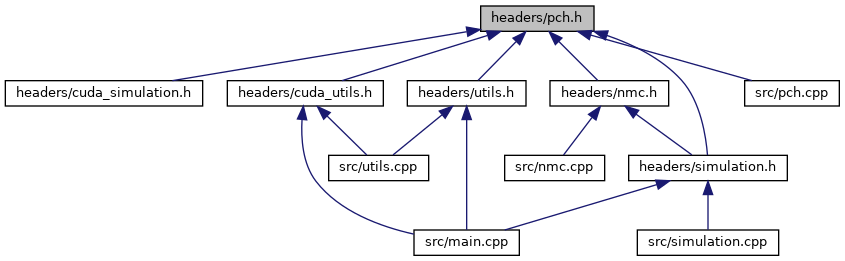 headers/pch.h
headers/cuda_simulation.h
headers/cuda_utils.h
headers/utils.h
headers/nmc.h
src/pch.cpp
src/utils.cpp
src/nmc.cpp
headers/simulation.h
src/main.cpp
src/simulation.cpp